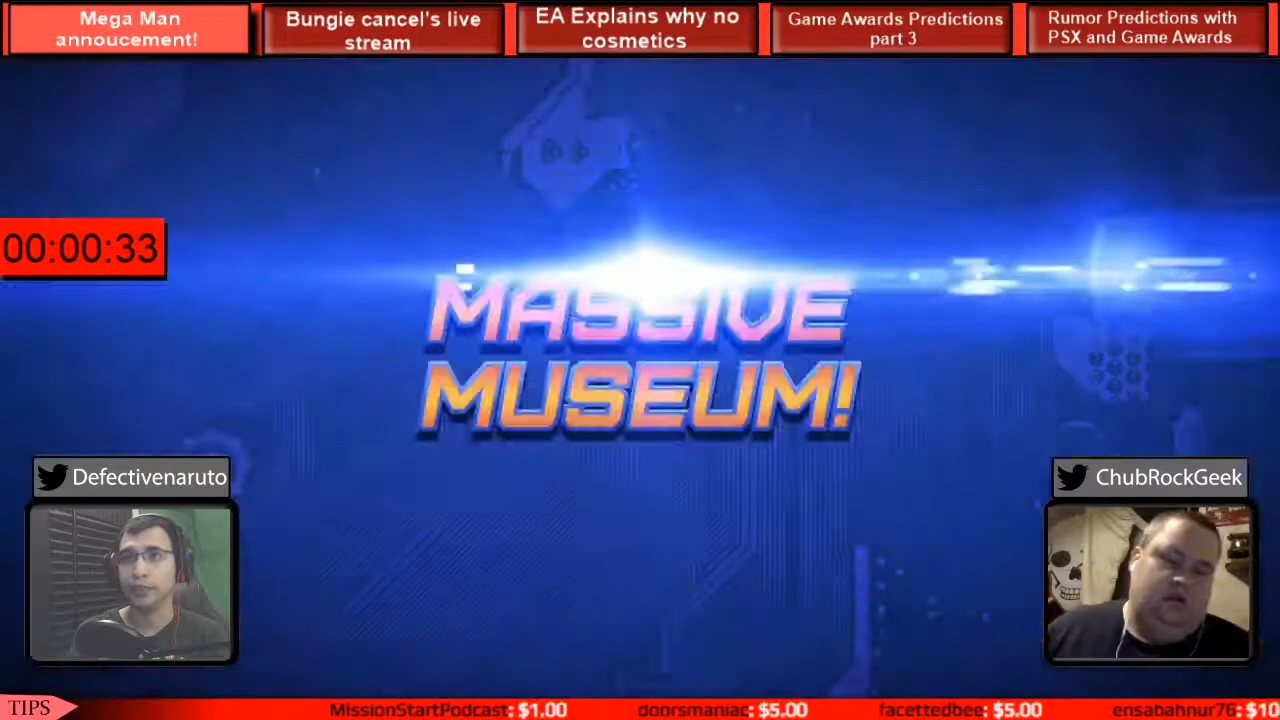 Mega Man
annoucement!
Bungie cancel's live
stream
EA Explains why no
cosmetics
Game Awards Predictions
part 3
Rumor Predictions with
PSX and Game Awards
00:00:33
MASSIVE
MUSEUM!
Defectivenaruto
ChubRockGeek
TIPS
MissionStartPodcast: $1.00 doorsmaniac: $5.00 facettedbee: $5.00 ensabahnur76: $10